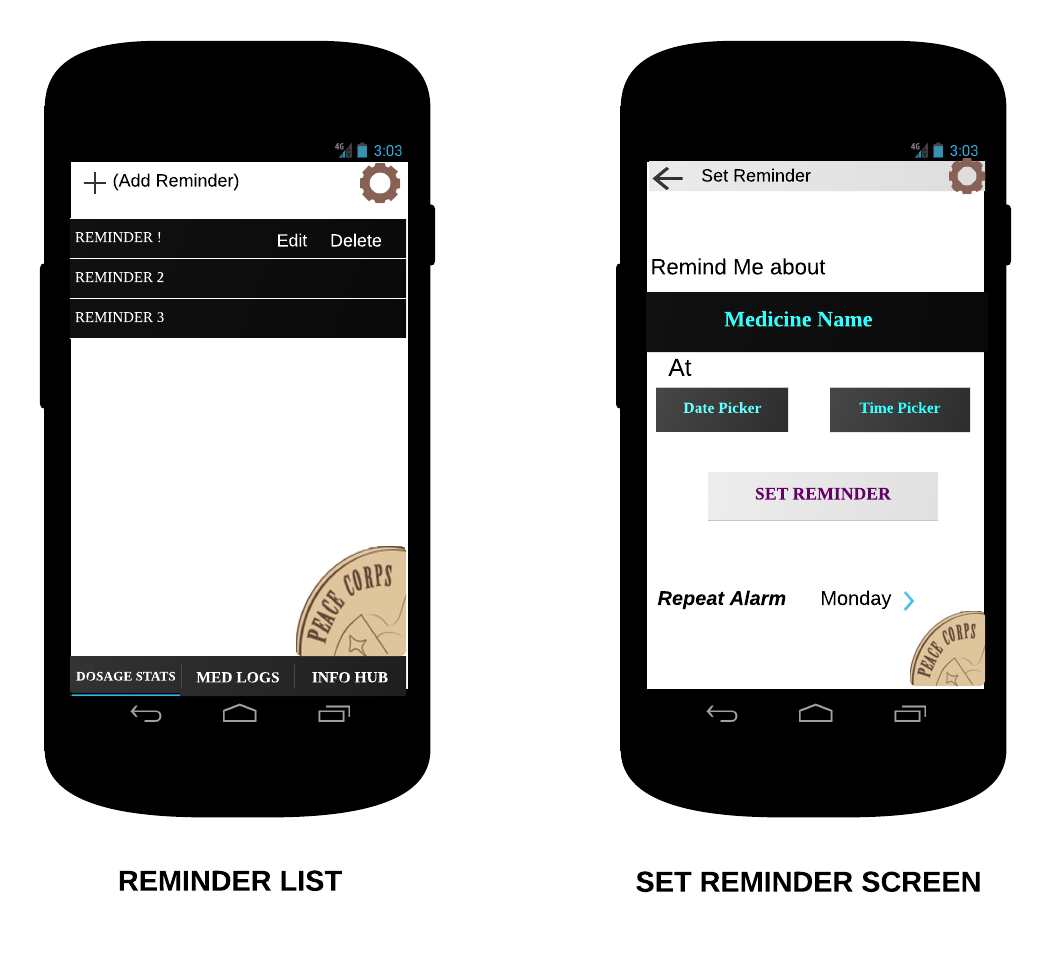 4G 3:03
(Add Reminder)
REMINDER !
Edit Delete
REMINDER 2
REMINDER 3
PEACE CORPS
DOSAGE STATS MED LOGS INFO HUB
REMINDER LIST
4G 3:03
Set Reminder
Remind Me about
Medicine Name
At
Date Picker Time Picker
SET REMINDER
Repeat Alarm Monday
PEACE CORPS
SET REMINDER SCREEN